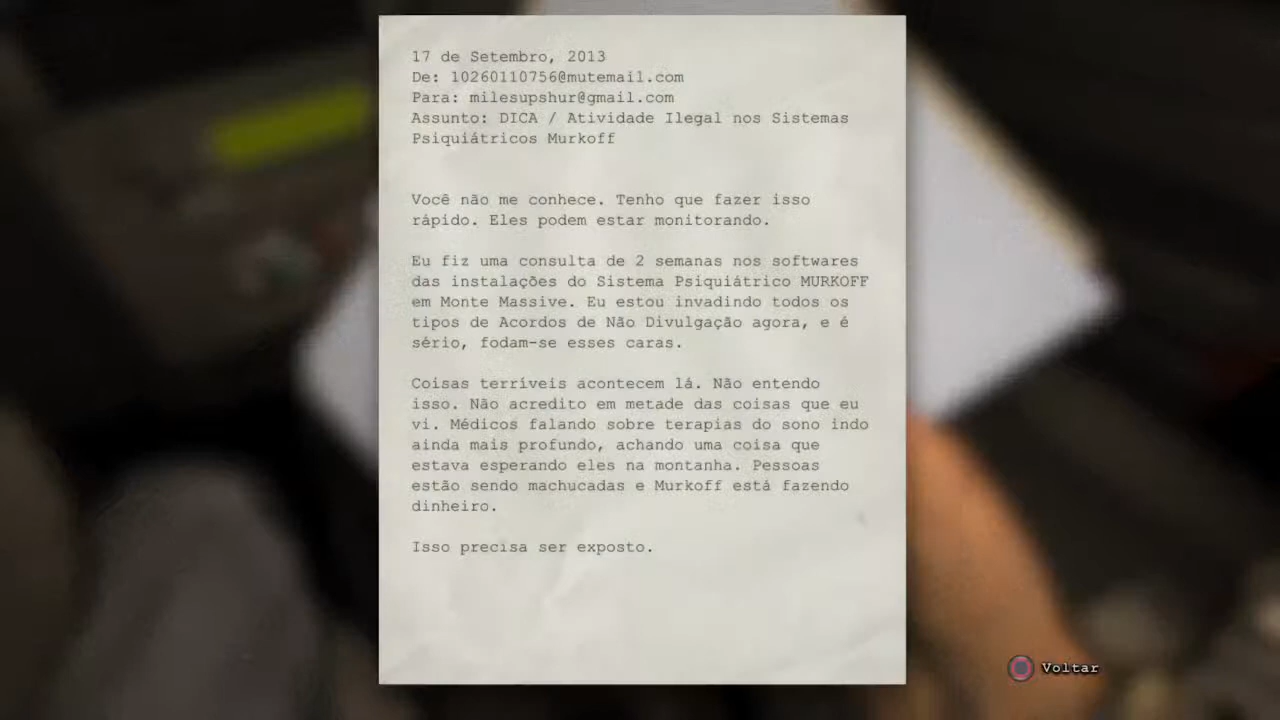 17 de Setembro, 2013
De: 10260110756@mutemail.com
Para: milesupshur@gmail.com
Assunto: DICA / Atividade Ilegal nos Sistemas
Psiquiátricos Murkoff
Você não me conhece. Tenho que fazer isso
rápido. Eles podem estar monitorando.
Eu fiz uma consulta de 2 semanas nos softwares
das instalações do Sistema Psiquiátrico MURKOFF
em Monte Massive. Eu estou invadindo todos os
tipos de Acordos de Não Divulgação agora, e é
sério, fodam-se esses caras.
Coisas terríveis acontecem lá. Não entendo
isso. Não acredito em metade das coisas que eu
vi. Médicos falando sobre terapias do sono indo
ainda mais profundo, achando uma coisa que
estava esperando eles na montanha. Pessoas
estão sendo machucadas e Murkoff está fazendo
dinheiro.
Isso precisa ser exposto.
Voltar